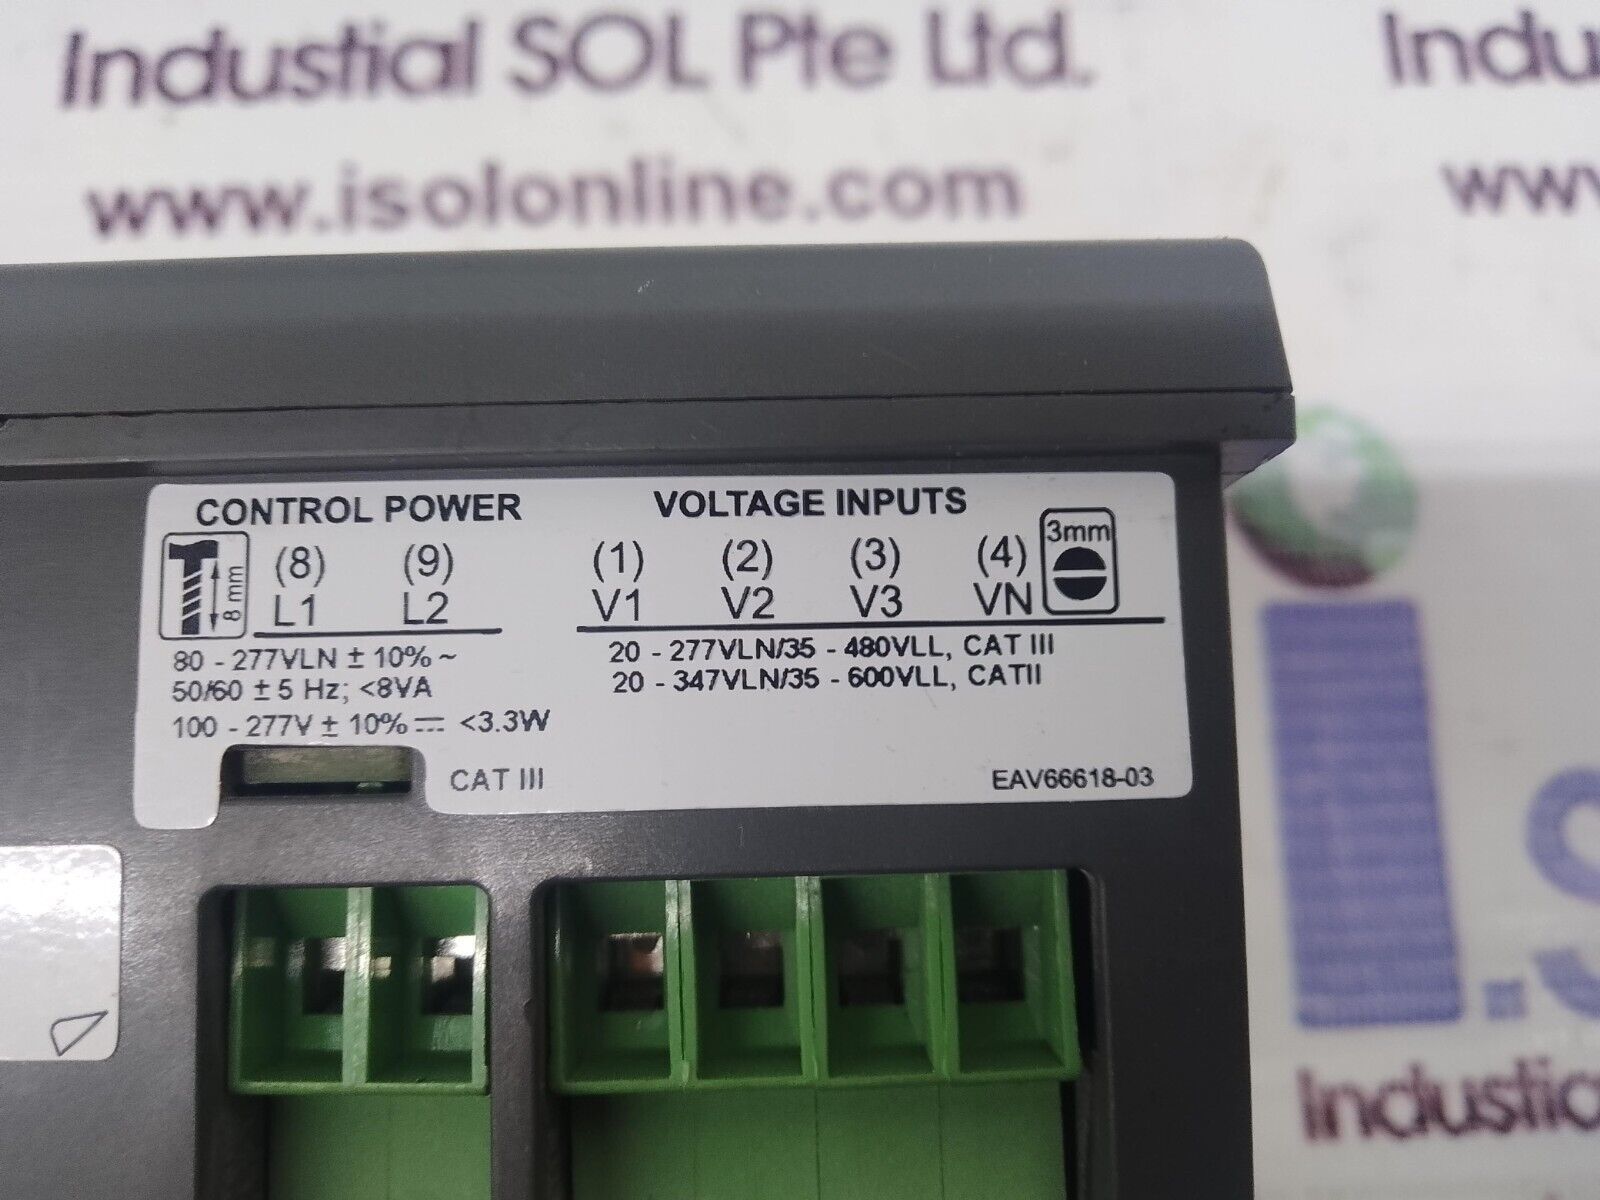 Industial SOL Pte Ltd.
Indu
www.isolonline.com
www
CONTROL POWER
VOLTAGE INPUTS
8 mm
(8) (9)
L1 L2
(1) (2) (3) (4)
V1 V2 V3 VN
3mm
80 - 277VLN ± 10% ~
50/60 ± 5 Hz; <8VA
100 - 277V ± 10% ⎓ <3.3W
20 - 277VLN/35 - 480VLL, CAT III
20 - 347VLN/35 - 600VLL, CATII
CAT III
EAV66618-03
i.S
Industia